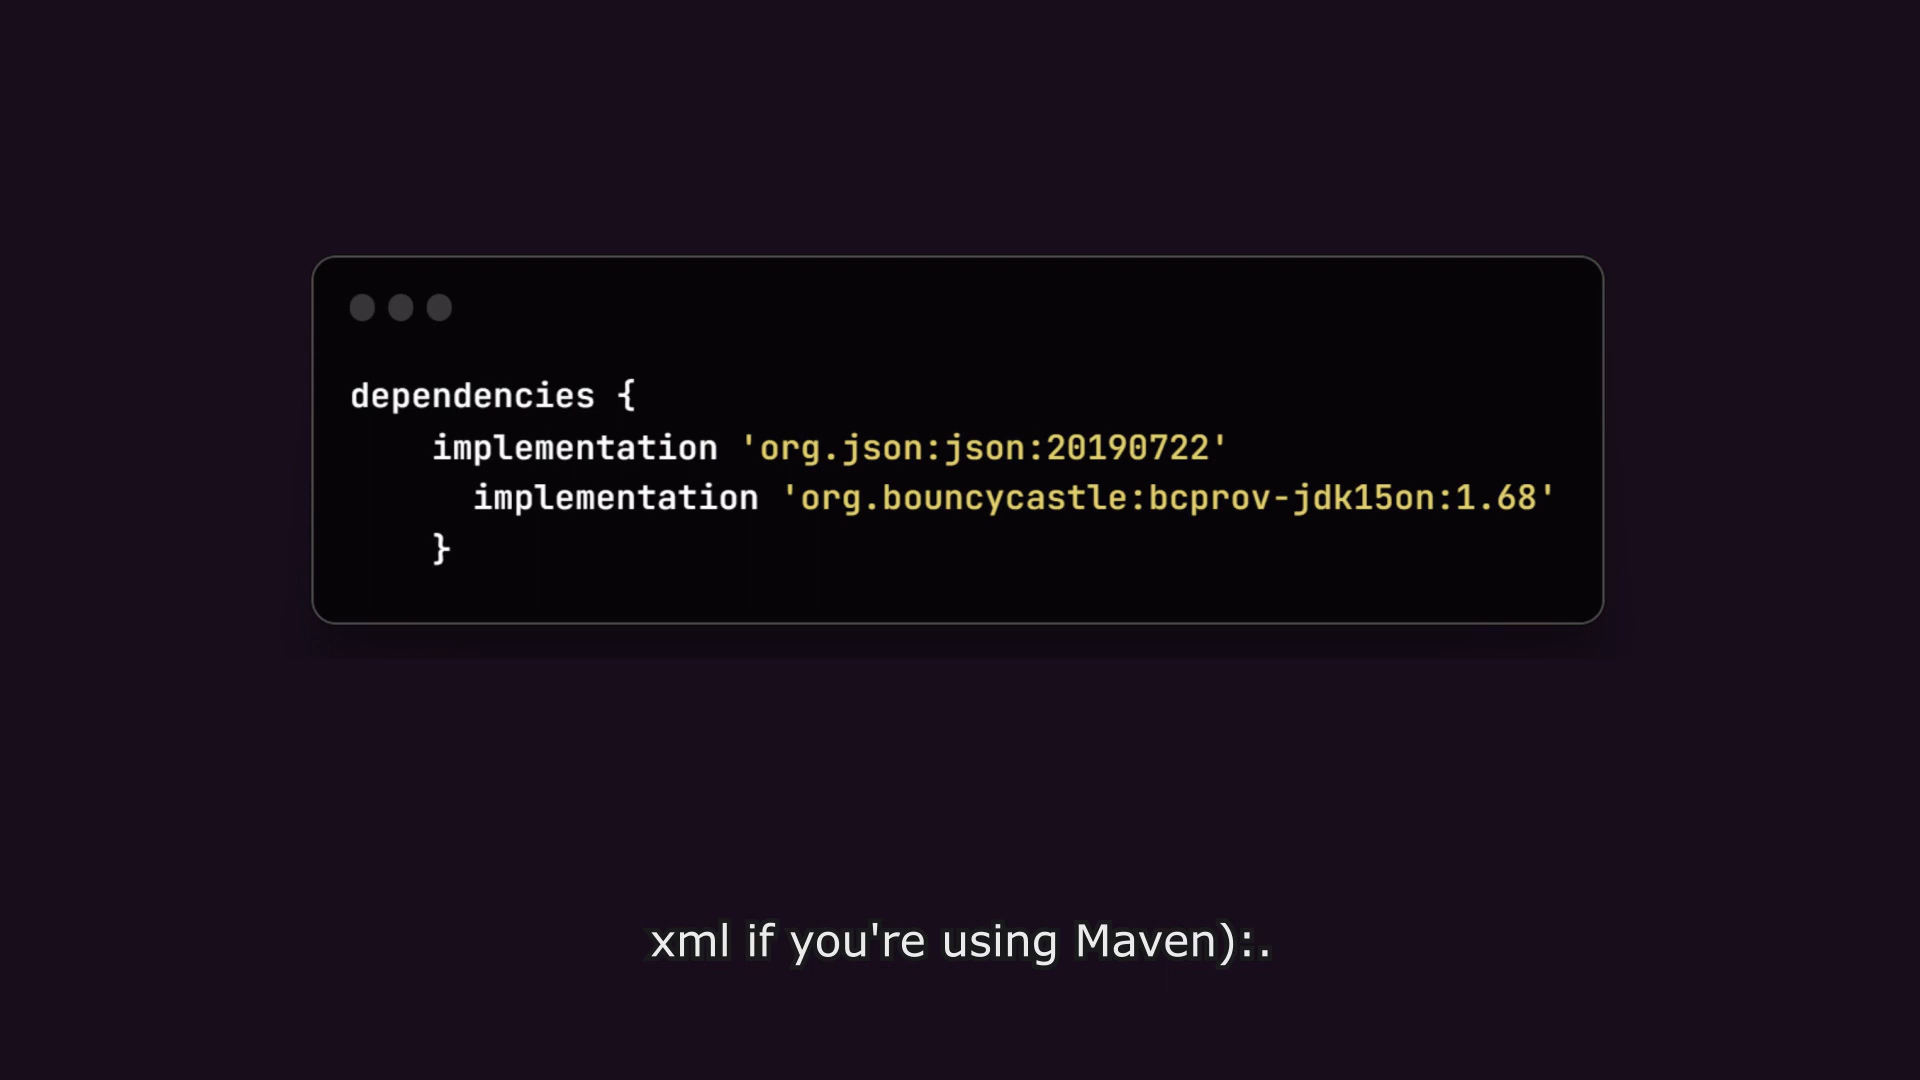 dependencies {
    implementation 'org.json:json:20190722'
      implementation 'org.bouncycastle:bcprov-jdk15on:1.68'
    }
xml if you're using Maven):.